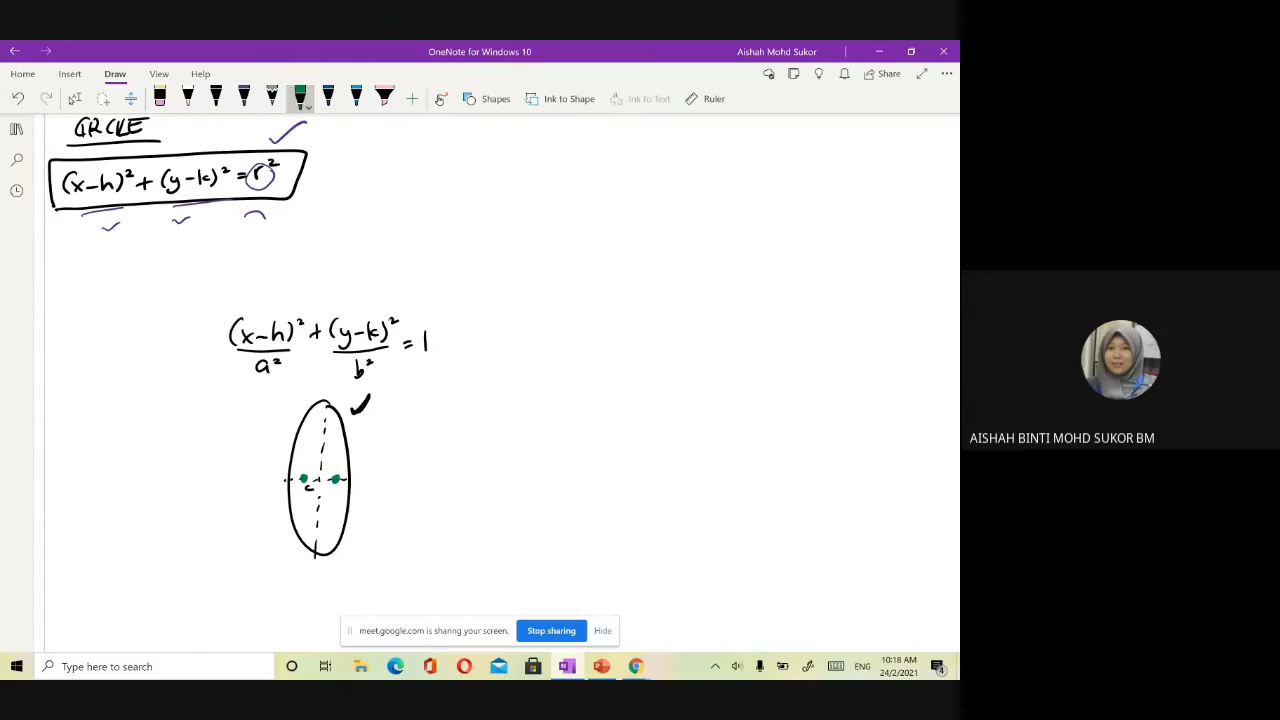 OneNote for Windows 10
Aishah Mohd Sukor
Home Insert Draw View Help
Share
Shapes Ink to Shape Ink to Text Ruler
CIRCLE
(x-h)² + (y-k)² = r²
(x-h)² + (y-k)² = 1
a² b²
c
AISHAH BINTI MOHD SUKOR BM
meet.google.com is sharing your screen. Stop sharing Hide
Type here to search
ENG
10:18 AM
24/2/2021
4